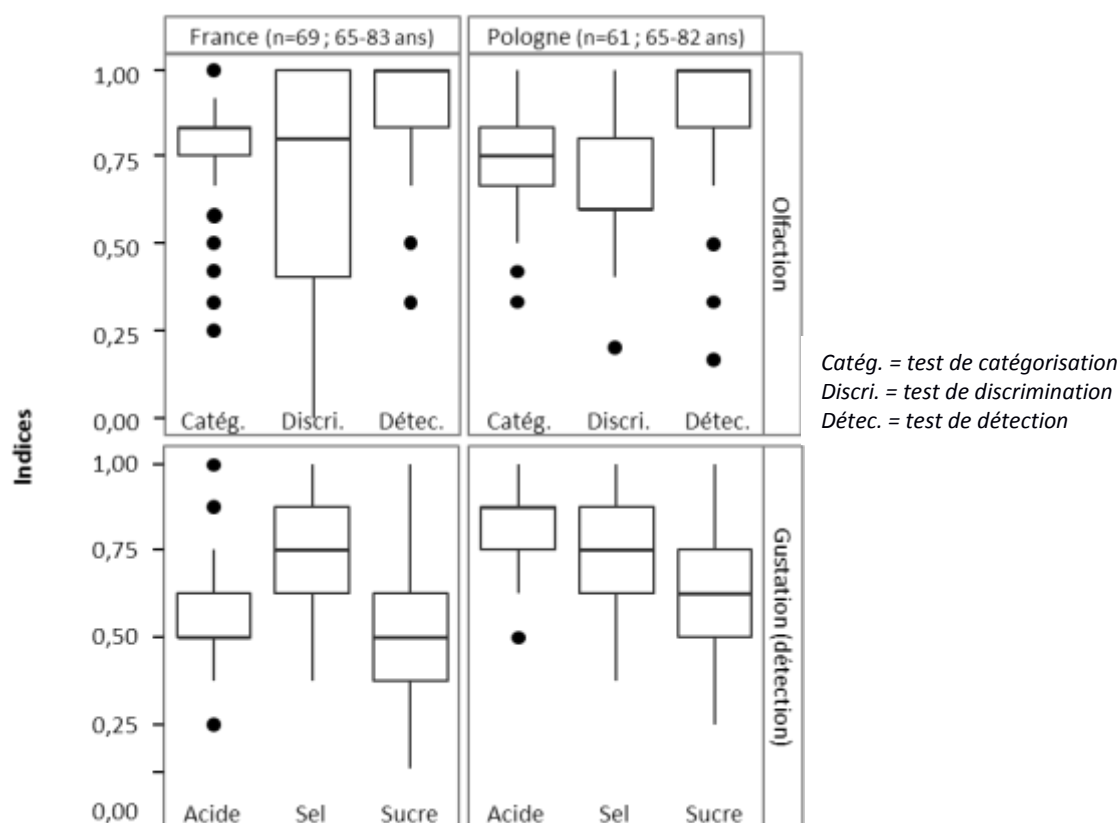 France (n=69 ; 65-83 ans)
Pologne (n=61 ; 65-82 ans)
1,00
0,75
0,50
0,25
0,00
Catég. Discri. Détec.
Catég. Discri. Détec.
Olfaction
Catég. = test de catégorisation
Discri. = test de discrimination
Détec. = test de détection
Indices
1,00
0,75
0,50
0,25
0,00
Acide Sel Sucre
Acide Sel Sucre
Gustation (détection)